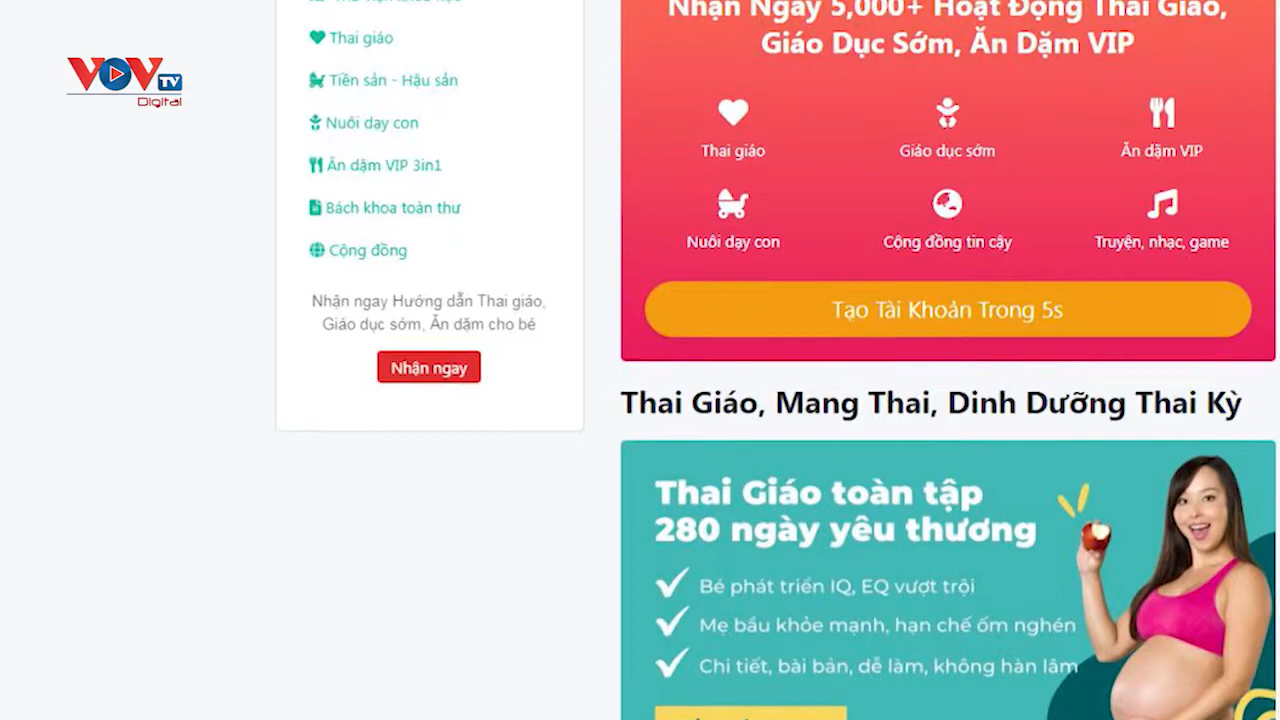 VOV TV
Digital
Thai giáo
Tiền sản - Hậu sản
Nuôi dạy con
Ăn dặm VIP 3in1
Bách khoa toàn thư
Cộng đồng
Nhận ngay Hướng dẫn Thai giáo,
Giáo dục sớm, Ăn dặm cho bé
Nhận ngay
Nhận Ngay 5,000+ Hoạt Động Thai Giáo,
Giáo Dục Sớm, Ăn Dặm VIP
Thai giáo
Giáo dục sớm
Ăn dặm VIP
Nuôi dạy con
Cộng đồng tin cậy
Truyện, nhạc, game
Tạo Tài Khoản Trong 5s
Thai Giáo, Mang Thai, Dinh Dưỡng Thai Kỳ
Thai Giáo toàn tập
280 ngày yêu thương
Bé phát triển IQ, EQ vượt trội
Mẹ bầu khỏe mạnh, hạn chế ốm nghén
Chi tiết, bài bản, dễ làm, không hàn lâm